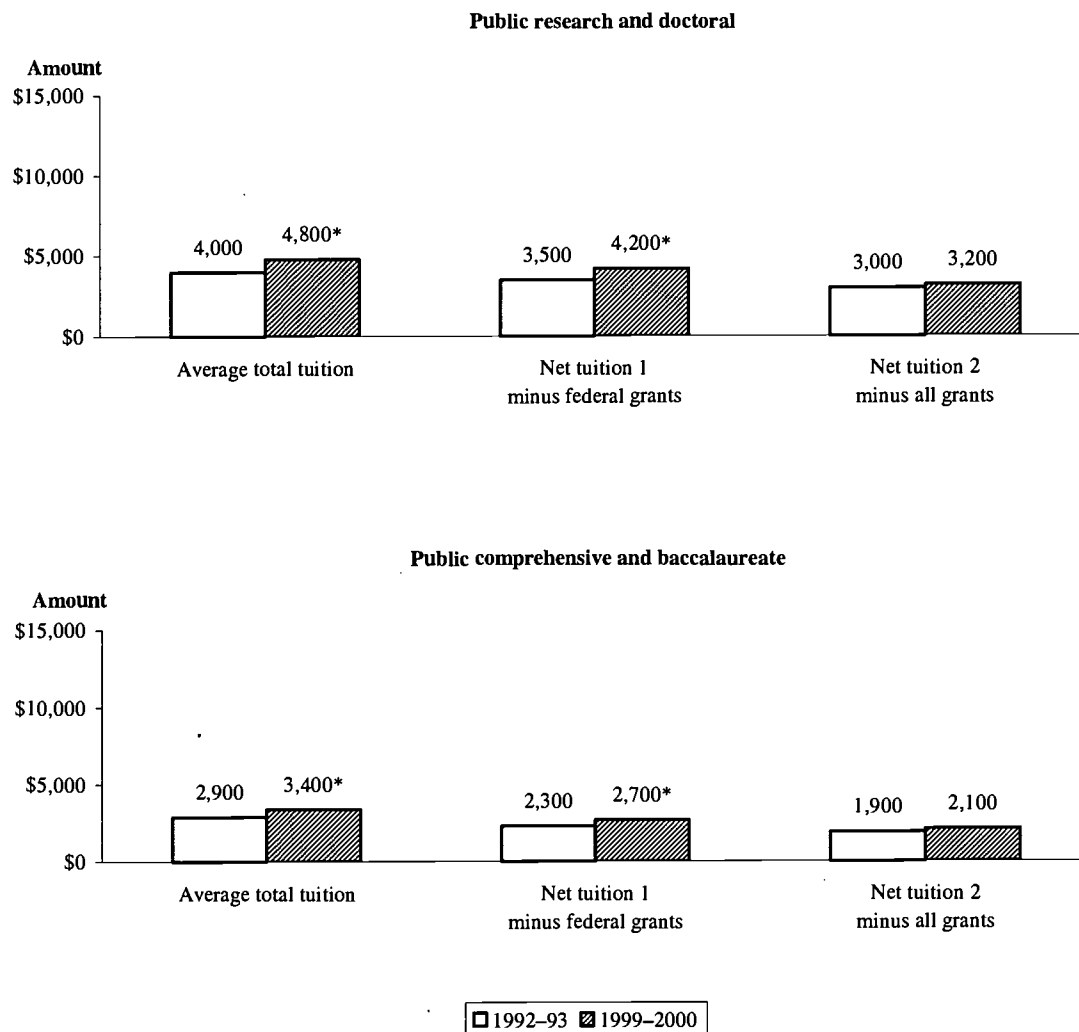 Public research and doctoral
Amount
$15,000
$10,000
$5,000
$0
4,000
4,800*
3,500
4,200*
3,000
3,200
Average total tuition
Net tuition 1
minus federal grants
Net tuition 2
minus all grants
Public comprehensive and baccalaureate
Amount
$15,000
$10,000
$5,000
$0
2,900
3,400*
2,300
2,700*
1,900
2,100
Average total tuition
Net tuition 1
minus federal grants
Net tuition 2
minus all grants
1992–93 1999–2000